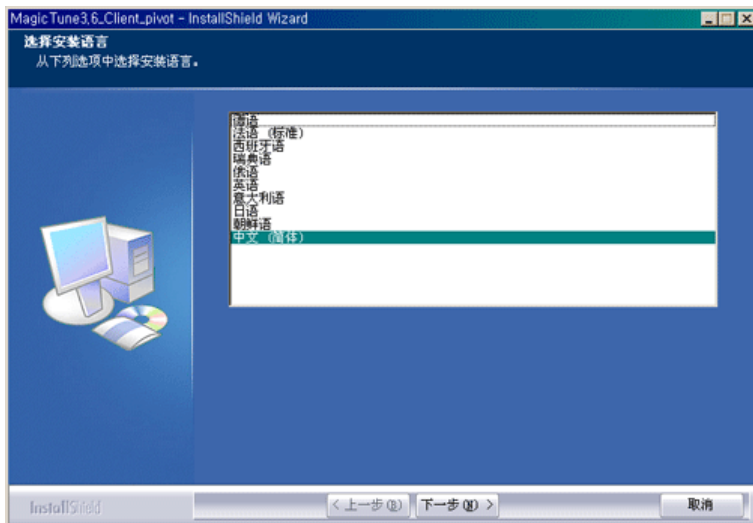 MagicTune3,6_Client_pivot - InstallShield Wizard
选择安装语言
从下列选项中选择安装语言。
德语
法语 (标准)
西班牙语
瑞典语
俄语
英语
意大利语
日语
朝鲜语
中文 (简体)
InstallShield
< 上一步(B)
下一步(N) >
取消